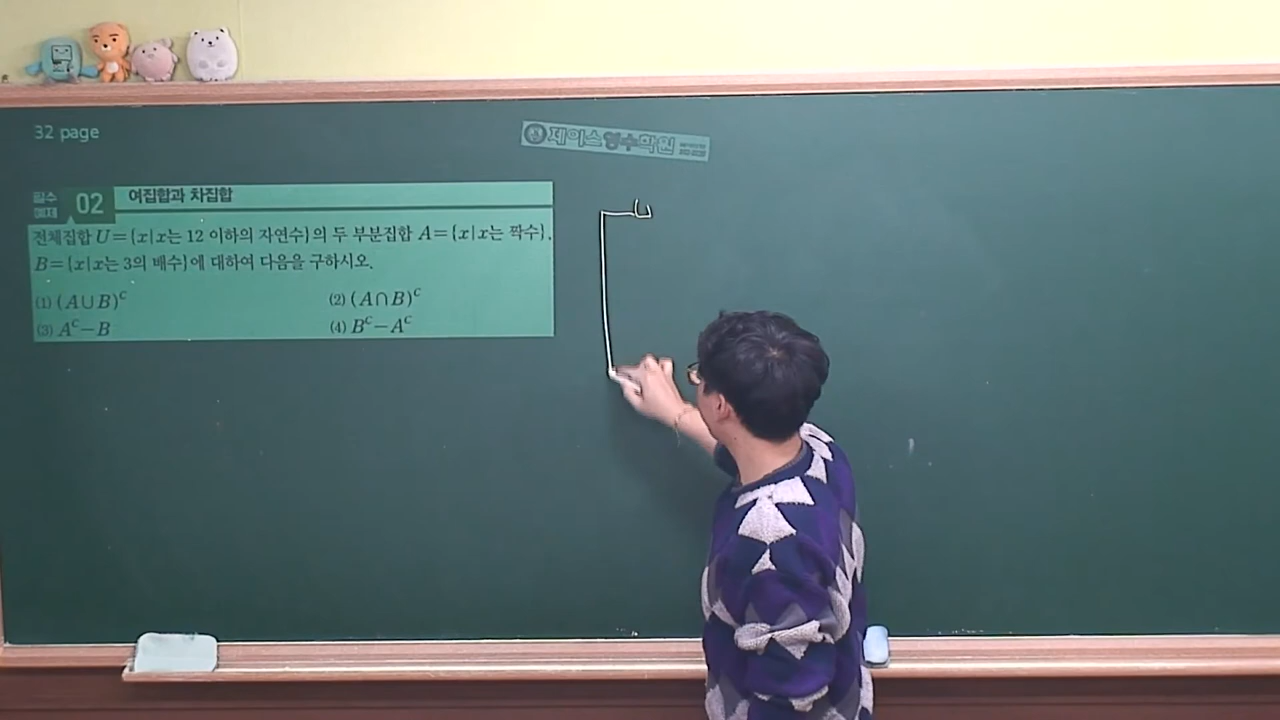 32 page
제이스영수학원
필수 예제 02 여집합과 차집합
전체집합 U={x|x는 12 이하의 자연수}의 두 부분집합 A={x|x는 짝수},
B={x|x는 3의 배수}에 대하여 다음을 구하시오.
(1) (A∪B)^C (2) (A∩B)^C
(3) A^C−B (4) B^C−A^C
U